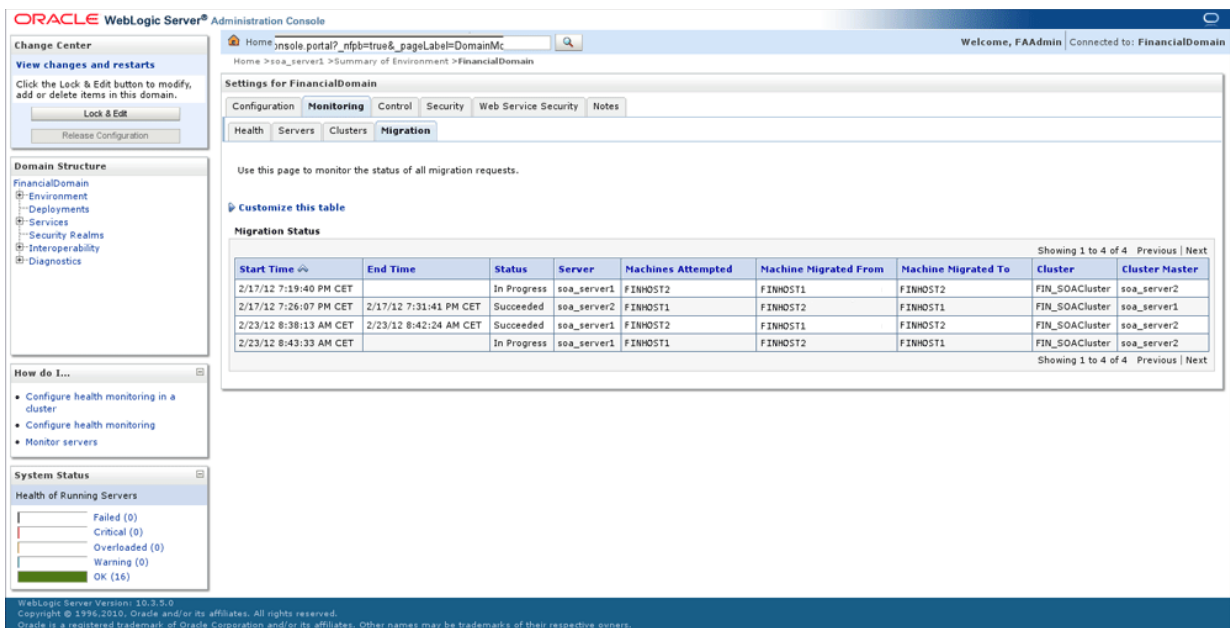 ORACLE WebLogic Server® Administration Console
Change Center
View changes and restarts
Click the Lock & Edit button to modify,
add or delete items in this domain.
Lock & Edit
Release Configuration
Domain Structure
FinancialDomain
Environment
Deployments
Services
Security Realms
Interoperability
Diagnostics
How do I...
Configure health monitoring in a
cluster
Configure health monitoring
Monitor servers
System Status
Health of Running Servers
Failed (0)
Critical (0)
Overloaded (0)
Warning (0)
OK (16)
Home onsole.portal?_nfpb=true&_pageLabel=DomainMc
Welcome, FAAdmin Connected to: FinancialDomain
Home >soa_server1 >Summary of Environment >FinancialDomain
Settings for FinancialDomain
Configuration Monitoring Control Security Web Service Security Notes
Health Servers Clusters Migration
Use this page to monitor the status of all migration requests.
Customize this table
Migration Status
Showing 1 to 4 of 4 Previous | Next
Start Time End Time Status Server Machines Attempted Machine Migrated From Machine Migrated To Cluster Cluster Master
2/17/12 7:19:40 PM CET In Progress soa_server1 FINHOST2 FINHOST1 FINHOST2 FIN_SOACluster soa_server2
2/17/12 7:26:07 PM CET 2/17/12 7:31:41 PM CET Succeeded soa_server2 FINHOST1 FINHOST2 FINHOST1 FIN_SOACluster soa_server1
2/23/12 8:38:13 AM CET 2/23/12 8:42:24 AM CET Succeeded soa_server1 FINHOST2 FINHOST1 FINHOST2 FIN_SOACluster soa_server2
2/23/12 8:43:33 AM CET In Progress soa_server1 FINHOST1 FINHOST2 FINHOST1 FIN_SOACluster soa_server2
Showing 1 to 4 of 4 Previous | Next
WebLogic Server Version: 10.3.5.0
Copyright © 1996,2010, Oracle and/or its affiliates. All rights reserved.
Oracle is a registered trademark of Oracle Corporation and/or its affiliates. Other names may be trademarks of their respective owners.